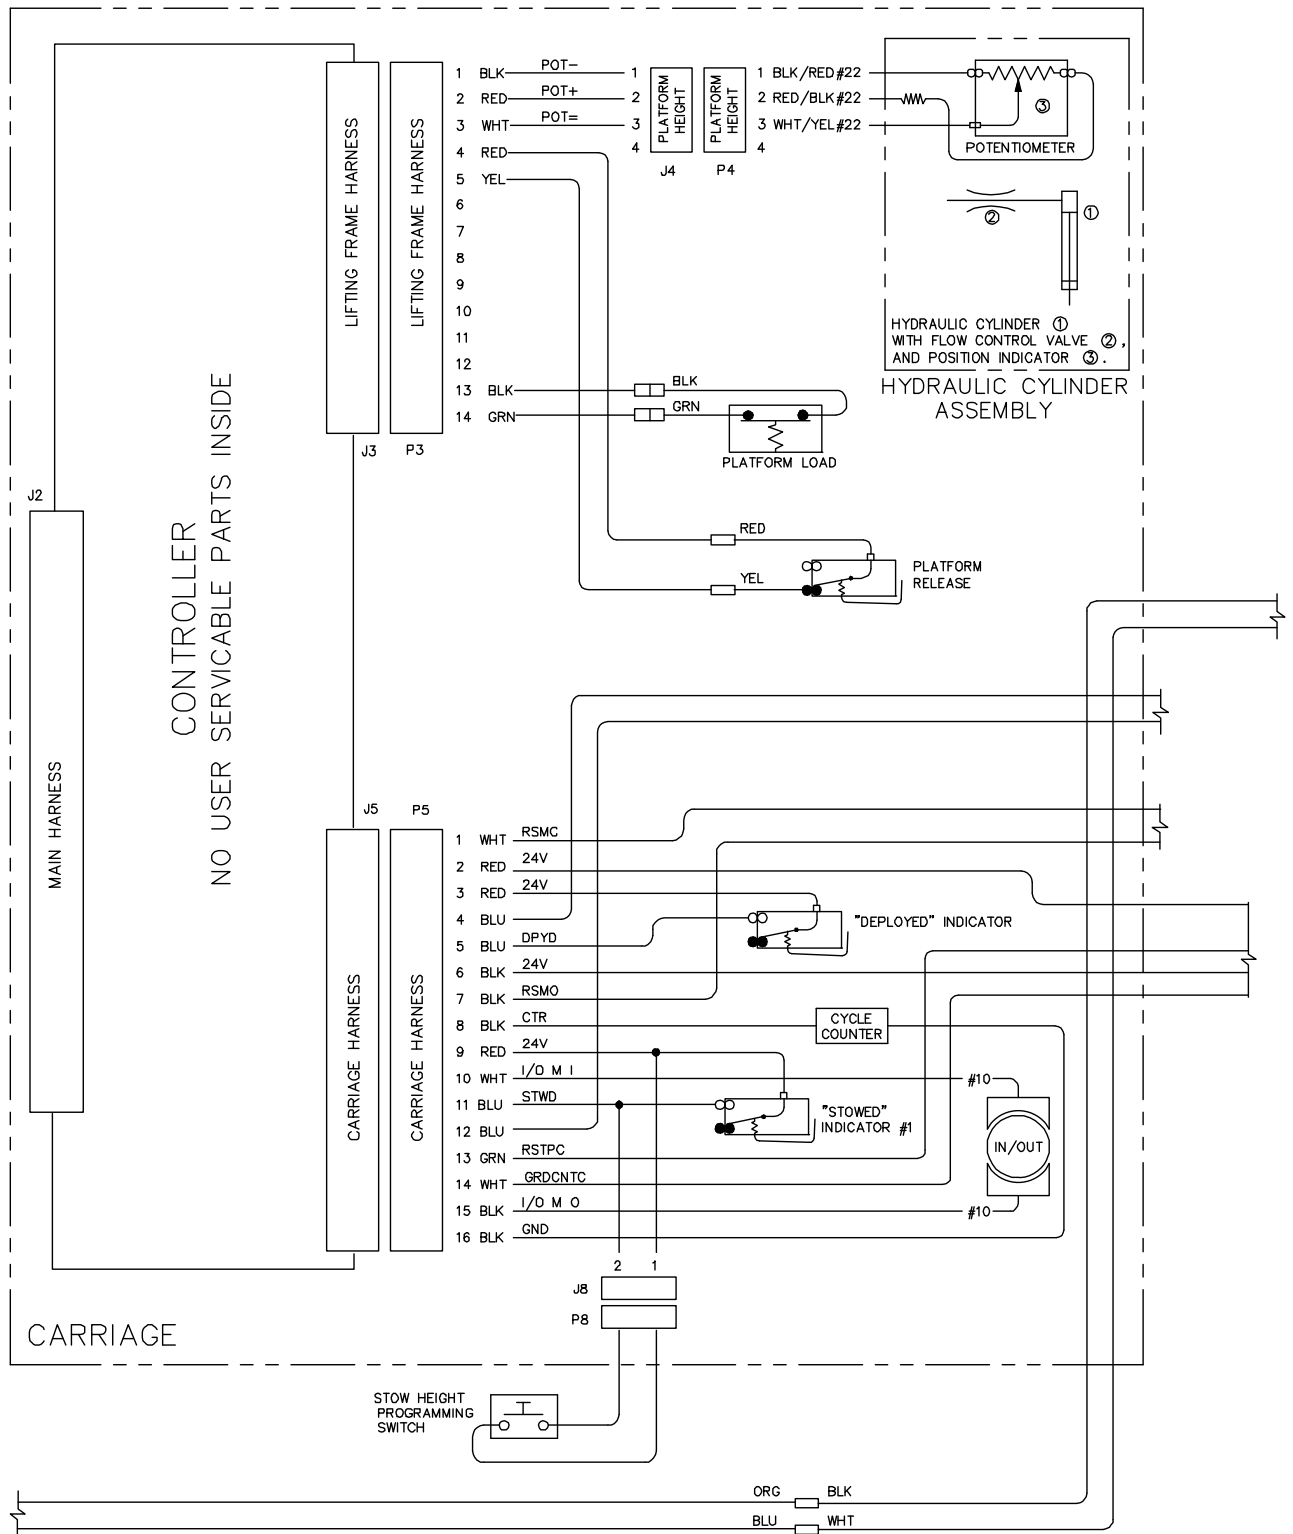 1 BLK POT- 1
2 RED POT+ 2
3 WHT POT= 3
4 RED 4
5 YEL
6
7
8
9
10
11
12
13 BLK BLK
14 GRN GRN
LIFTING FRAME HARNESS
LIFTING FRAME HARNESS
J3 P3
PLATFORM
HEIGHT
J4
PLATFORM
HEIGHT
P4
1 BLK/RED#22
2 RED/BLK#22
3 WHT/YEL#22
4
③
POTENTIOMETER
②
①
HYDRAULIC CYLINDER ①
WITH FLOW CONTROL VALVE ②,
AND POSITION INDICATOR ③.
HYDRAULIC CYLINDER
ASSEMBLY
PLATFORM LOAD
RED
YEL
PLATFORM
RELEASE
J2
MAIN HARNESS
CONTROLLER
NO USER SERVICABLE PARTS INSIDE
J5 P5
CARRIAGE HARNESS
CARRIAGE HARNESS
1 WHT RSMC
2 RED 24V
3 RED 24V
4 BLU
5 BLU DPYD
6 BLK 24V
7 BLK RSMO
8 BLK CTR
9 RED 24V
10 WHT I/O M I #10
11 BLU STWD
12 BLU
13 GRN RSTPC
14 WHT GRDCNTC
15 BLK I/O M O #10
16 BLK GND
"DEPLOYED" INDICATOR
CYCLE
COUNTER
"STOWED"
INDICATOR #1
IN/OUT
2 1
J8
P8
CARRIAGE
STOW HEIGHT
PROGRAMMING
SWITCH
ORG BLK
BLU WHT